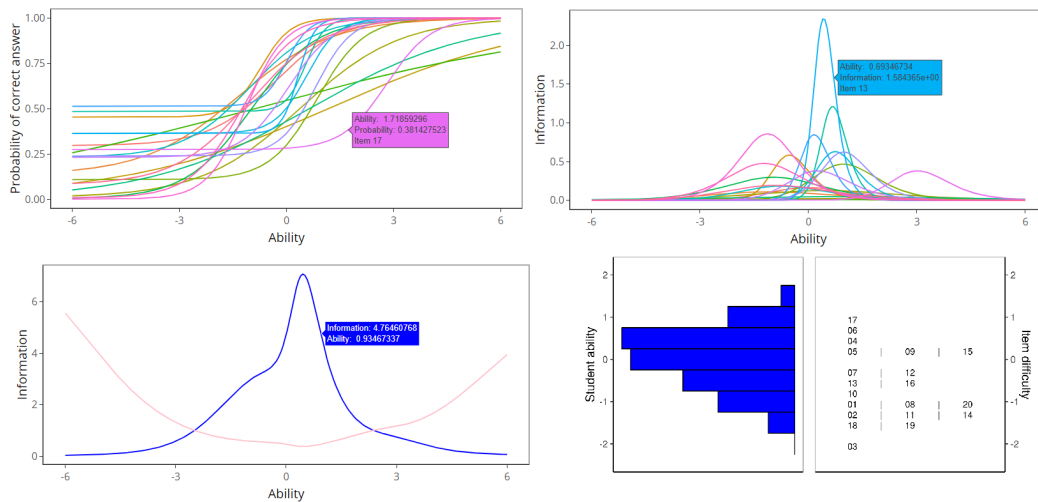 Probability of correct answer
1.00
0.75
0.50
0.25
0.00
-6
-3
0
3
6
Ability
Ability: 1.71859296
Probability: 0.381427523
Item 17
Information
2.0
1.5
1.0
0.5
0.0
-6
-3
0
3
6
Ability
Ability: 0.69346734
Information: 1.584365e+00
Item 13
Information
6
4
2
0
-6
-3
0
3
6
Ability
Information: 4.76460768
Ability: 0.93467337
Student ability
2
1
0
-1
-2
17
06
04
05 | 09 | 15
07 | 12
13 | 16
10
01 | 08 | 20
02 | 11 | 14
18 | 19
03
2
1
0
-1
-2
Item difficulty